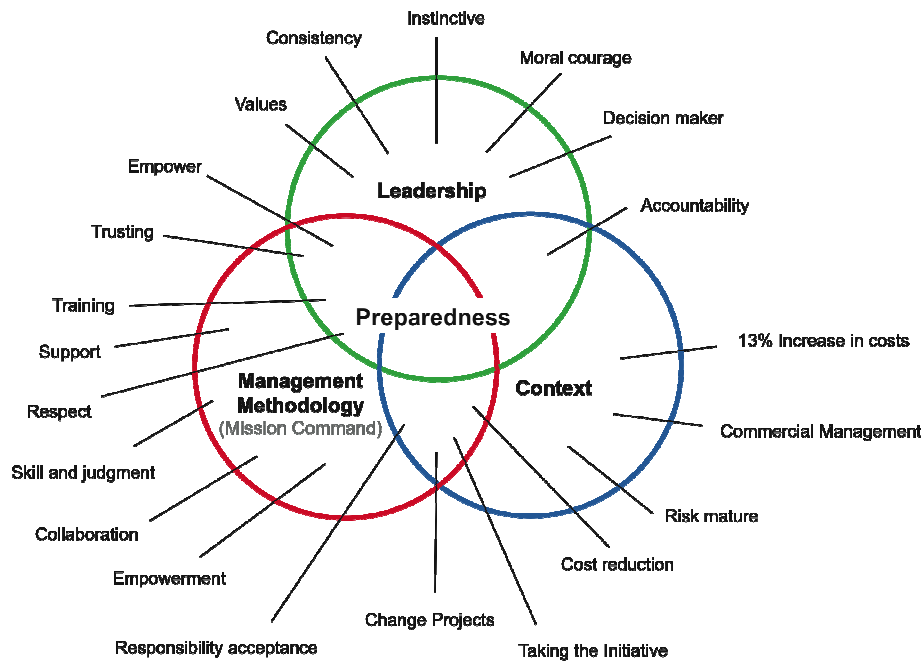 Instinctive
Consistency
Moral courage
Values
Decision maker
Empower
Leadership
Accountability
Trusting
Training
Preparedness
13% Increase in costs
Support
Management
Methodology
(Mission Command)
Context
Respect
Commercial Management
Skill and judgment
Risk mature
Collaboration
Cost reduction
Empowerment
Change Projects
Responsibility acceptance
Taking the Initiative